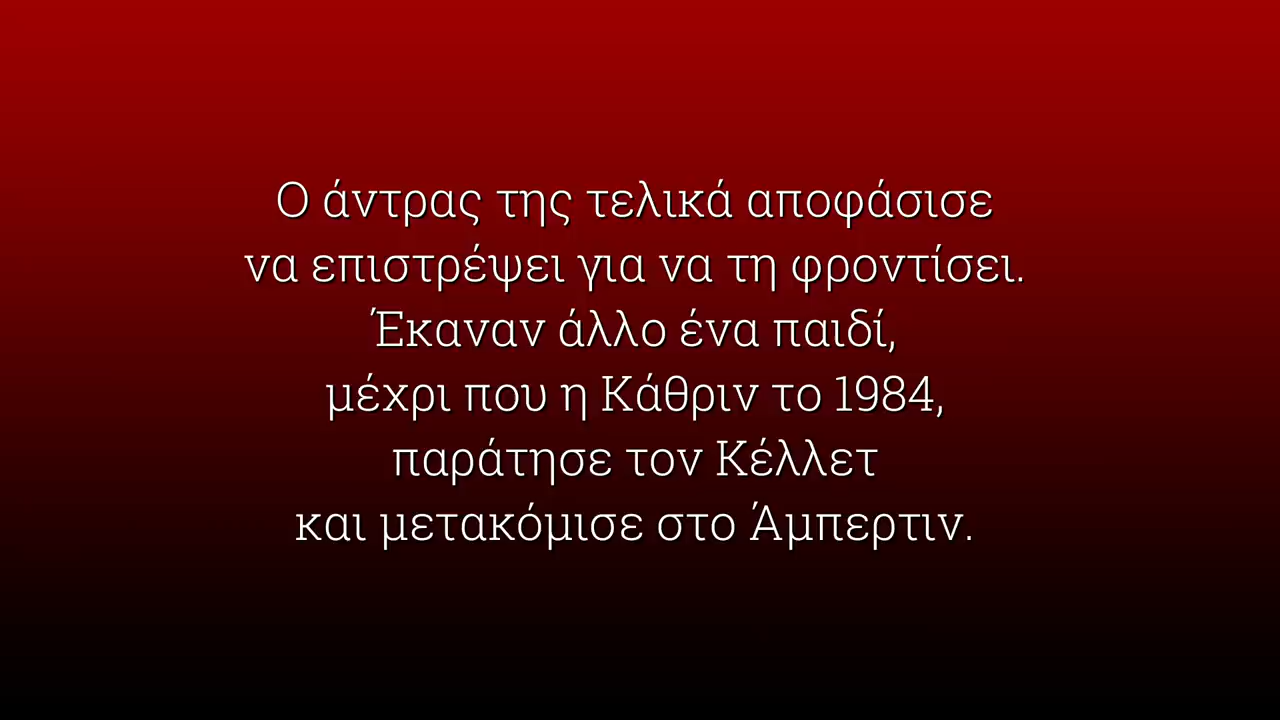 Ο άντρας της τελικά αποφάσισε
να επιστρέψει για να τη φροντίσει.
Έκαναν άλλο ένα παιδί,
μέχρι που η Κάθριν το 1984,
παράτησε τον Κέλλετ
και μετακόμισε στο Άμπερτιν.